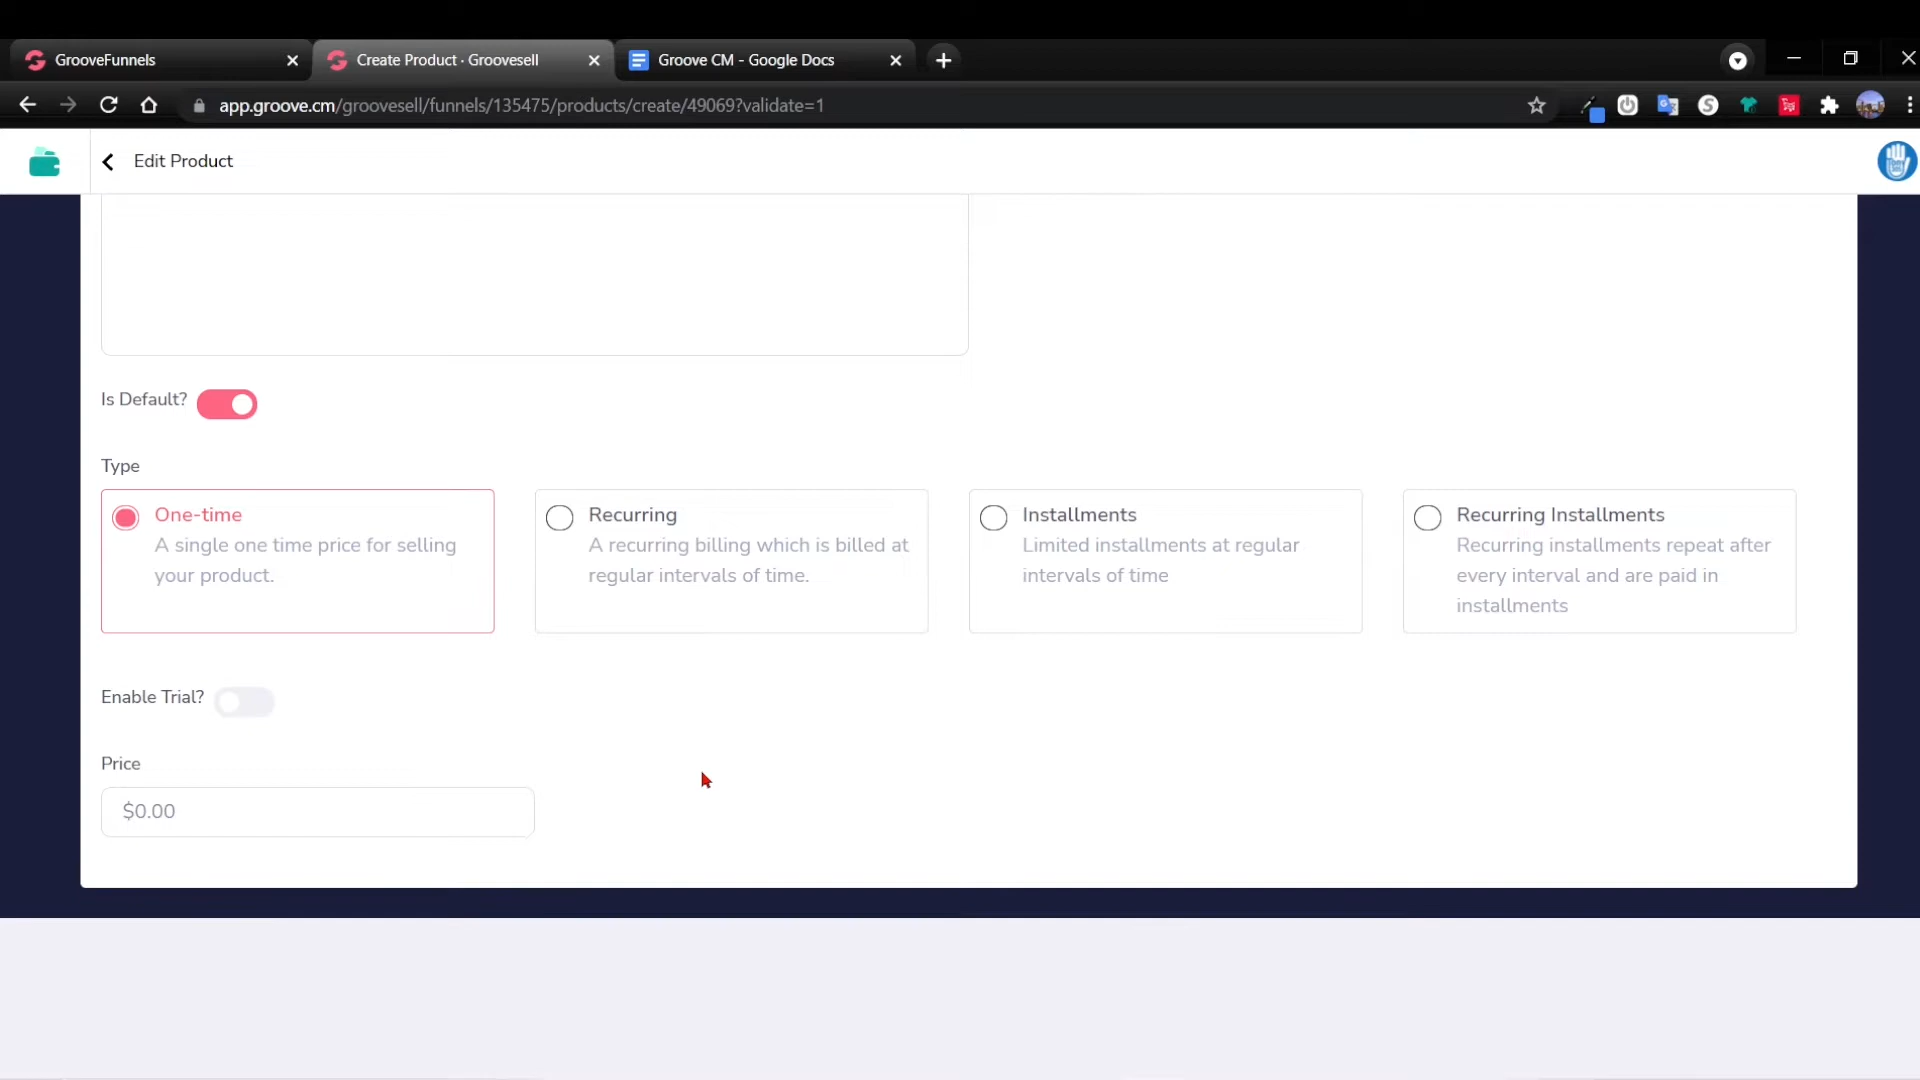 GrooveFunnels
Create Product · Groovesell
Groove CM - Google Docs
app.groove.cm/groovesell/funnels/135475/products/create/49069?validate=1
Edit Product
Is Default?
Type
One-time
A single one time price for selling
your product.
Recurring
A recurring billing which is billed at
regular intervals of time.
Installments
Limited installments at regular
intervals of time
Recurring Installments
Recurring installments repeat after
every interval and are paid in
installments
Enable Trial?
Price
$0.00